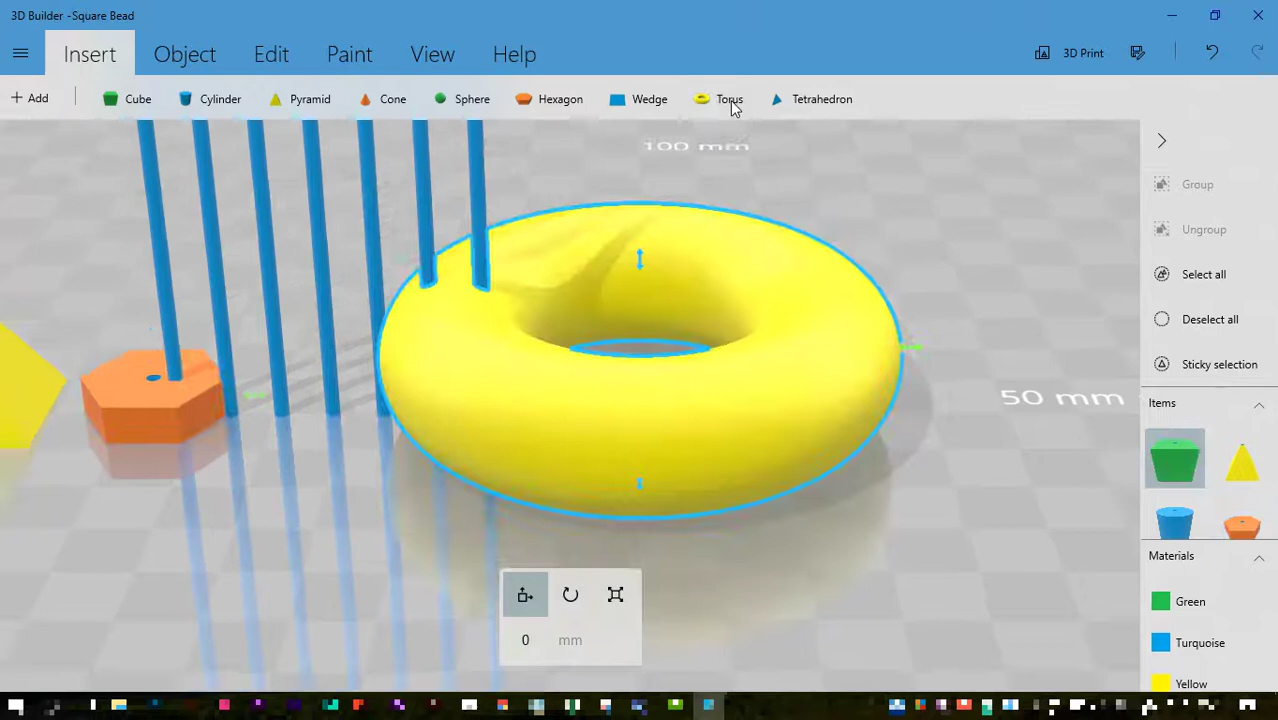 3D Builder - Square Bead
Insert Object Edit Paint View Help 3D Print
+ Add Cube Cylinder Pyramid Cone Sphere Hexagon Wedge Torus Tetrahedron
100 mm
Group
Ungroup
Select all
Deselect all
Sticky selection
50 mm
Items
Materials
Green
0 mm
Turquoise
Yellow